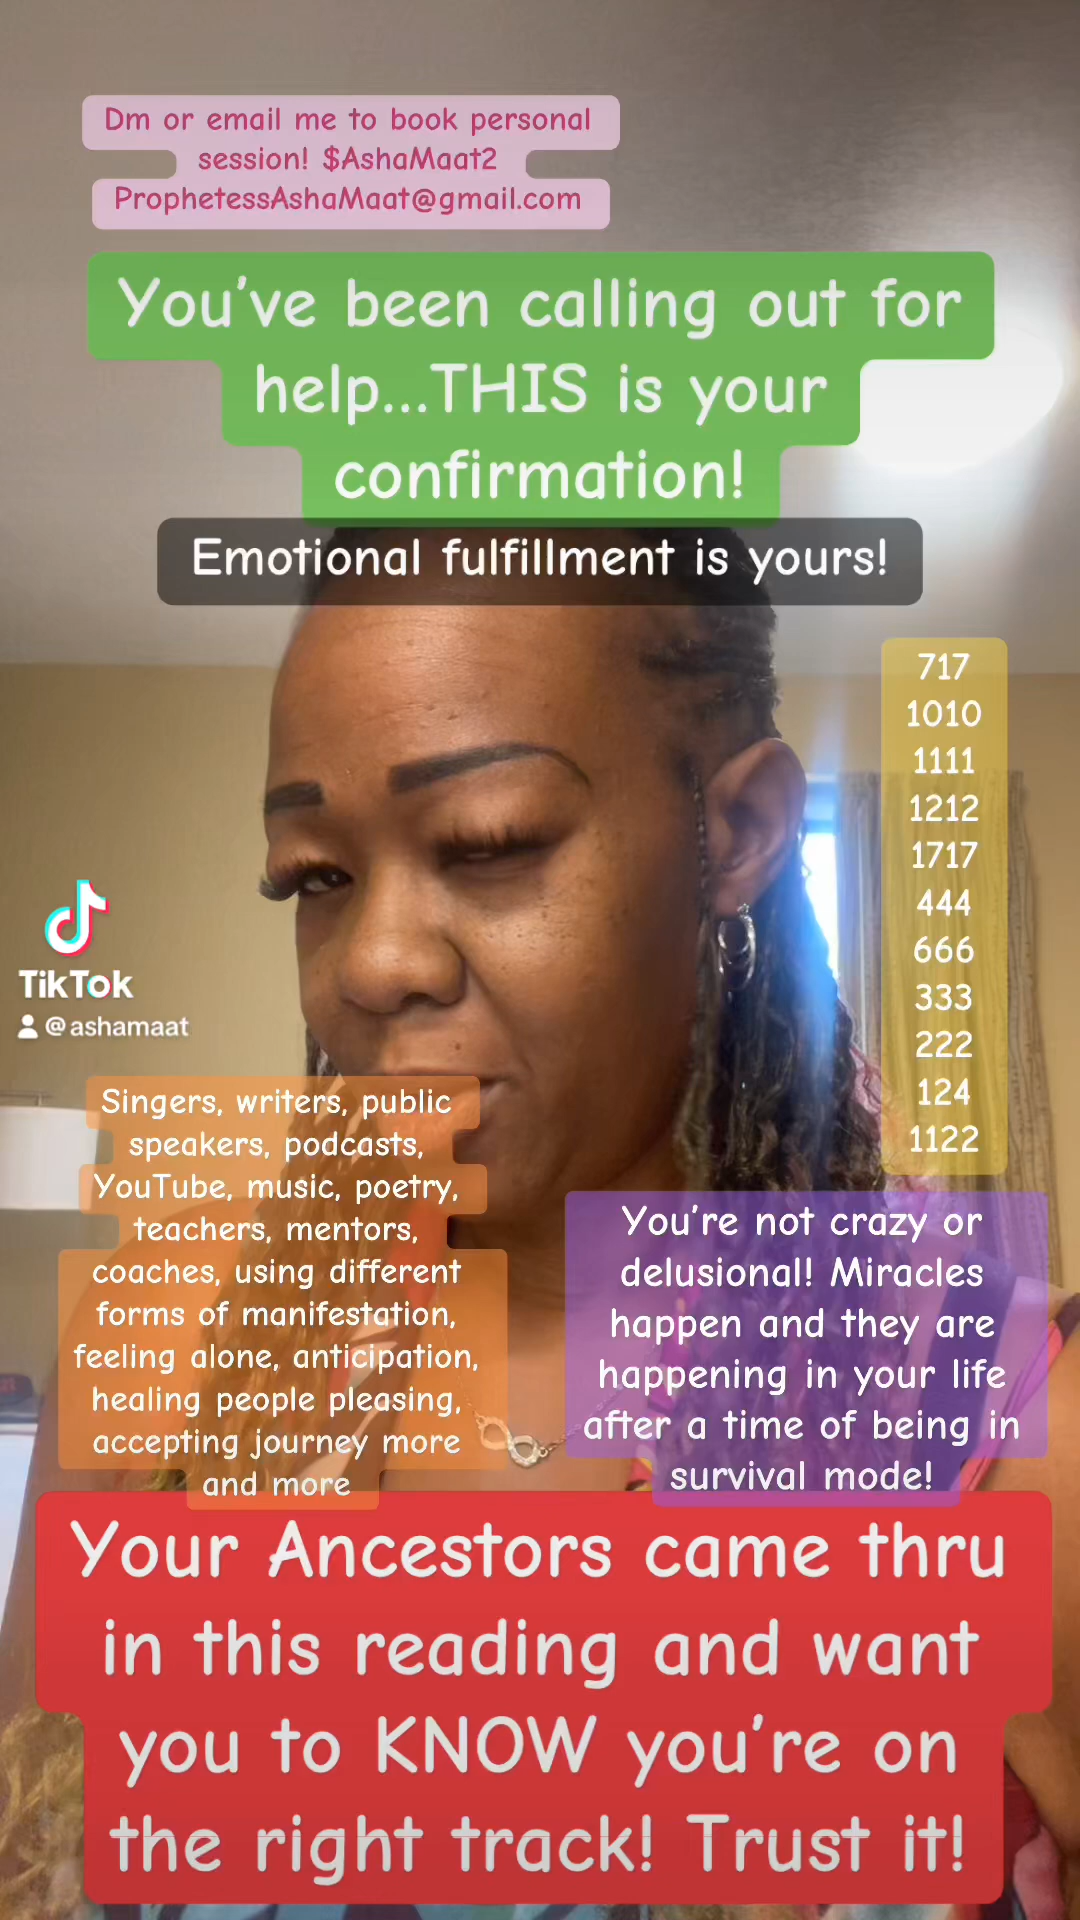 Dm or email me to book personal
session! $AshaMaat2
ProphetessAshaMaat@gmail.com
You've been calling out for
help...THIS is your
confirmation!
Emotional fulfillment is yours!
717
1010
1111
1212
1717
444
666
333
222
124
1122
TikTok
@ashamaat
Singers, writers, public
speakers, podcasts,
YouTube, music, poetry,
teachers, mentors,
coaches, using different
forms of manifestation,
feeling alone, anticipation,
healing people pleasing,
accepting journey more
and more
You're not crazy or
delusional! Miracles
happen and they are
happening in your life
after a time of being in
survival mode!
Your Ancestors came thru
in this reading and want
you to KNOW you're on
the right track! Trust it!